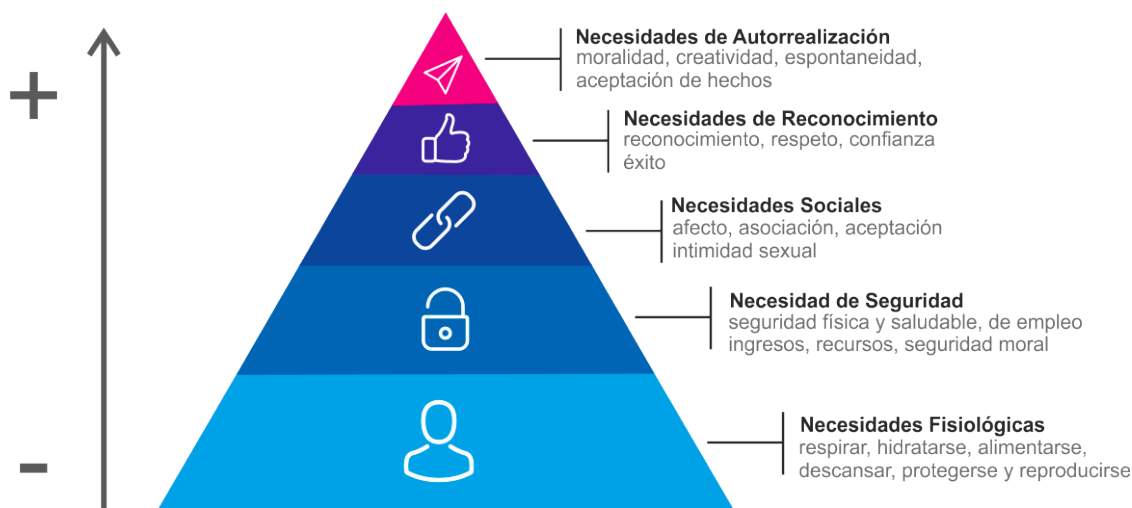 +
Necesidades de Autorrealización
moralidad, creatividad, espontaneidad,
aceptación de hechos
Necesidades de Reconocimiento
reconocimiento, respeto, confianza
éxito
Necesidades Sociales
afecto, asociación, aceptación
intimidad sexual
Necesidad de Seguridad
seguridad física y saludable, de empleo
ingresos, recursos, seguridad moral
Necesidades Fisiológicas
respirar, hidratarse, alimentarse,
descansar, protegerse y reproducirse
-